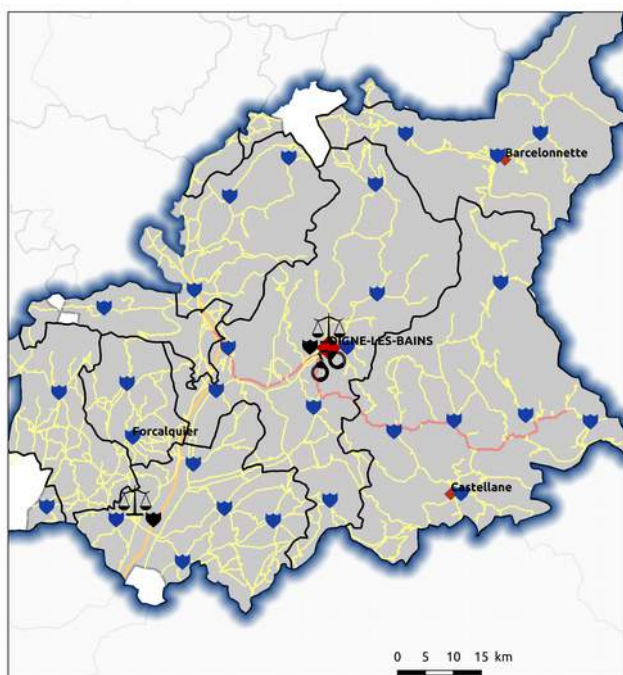 Barcelonnette
DIGNE-LES-BAINS
Forcalquier
Castellane
0 5 10 15 km